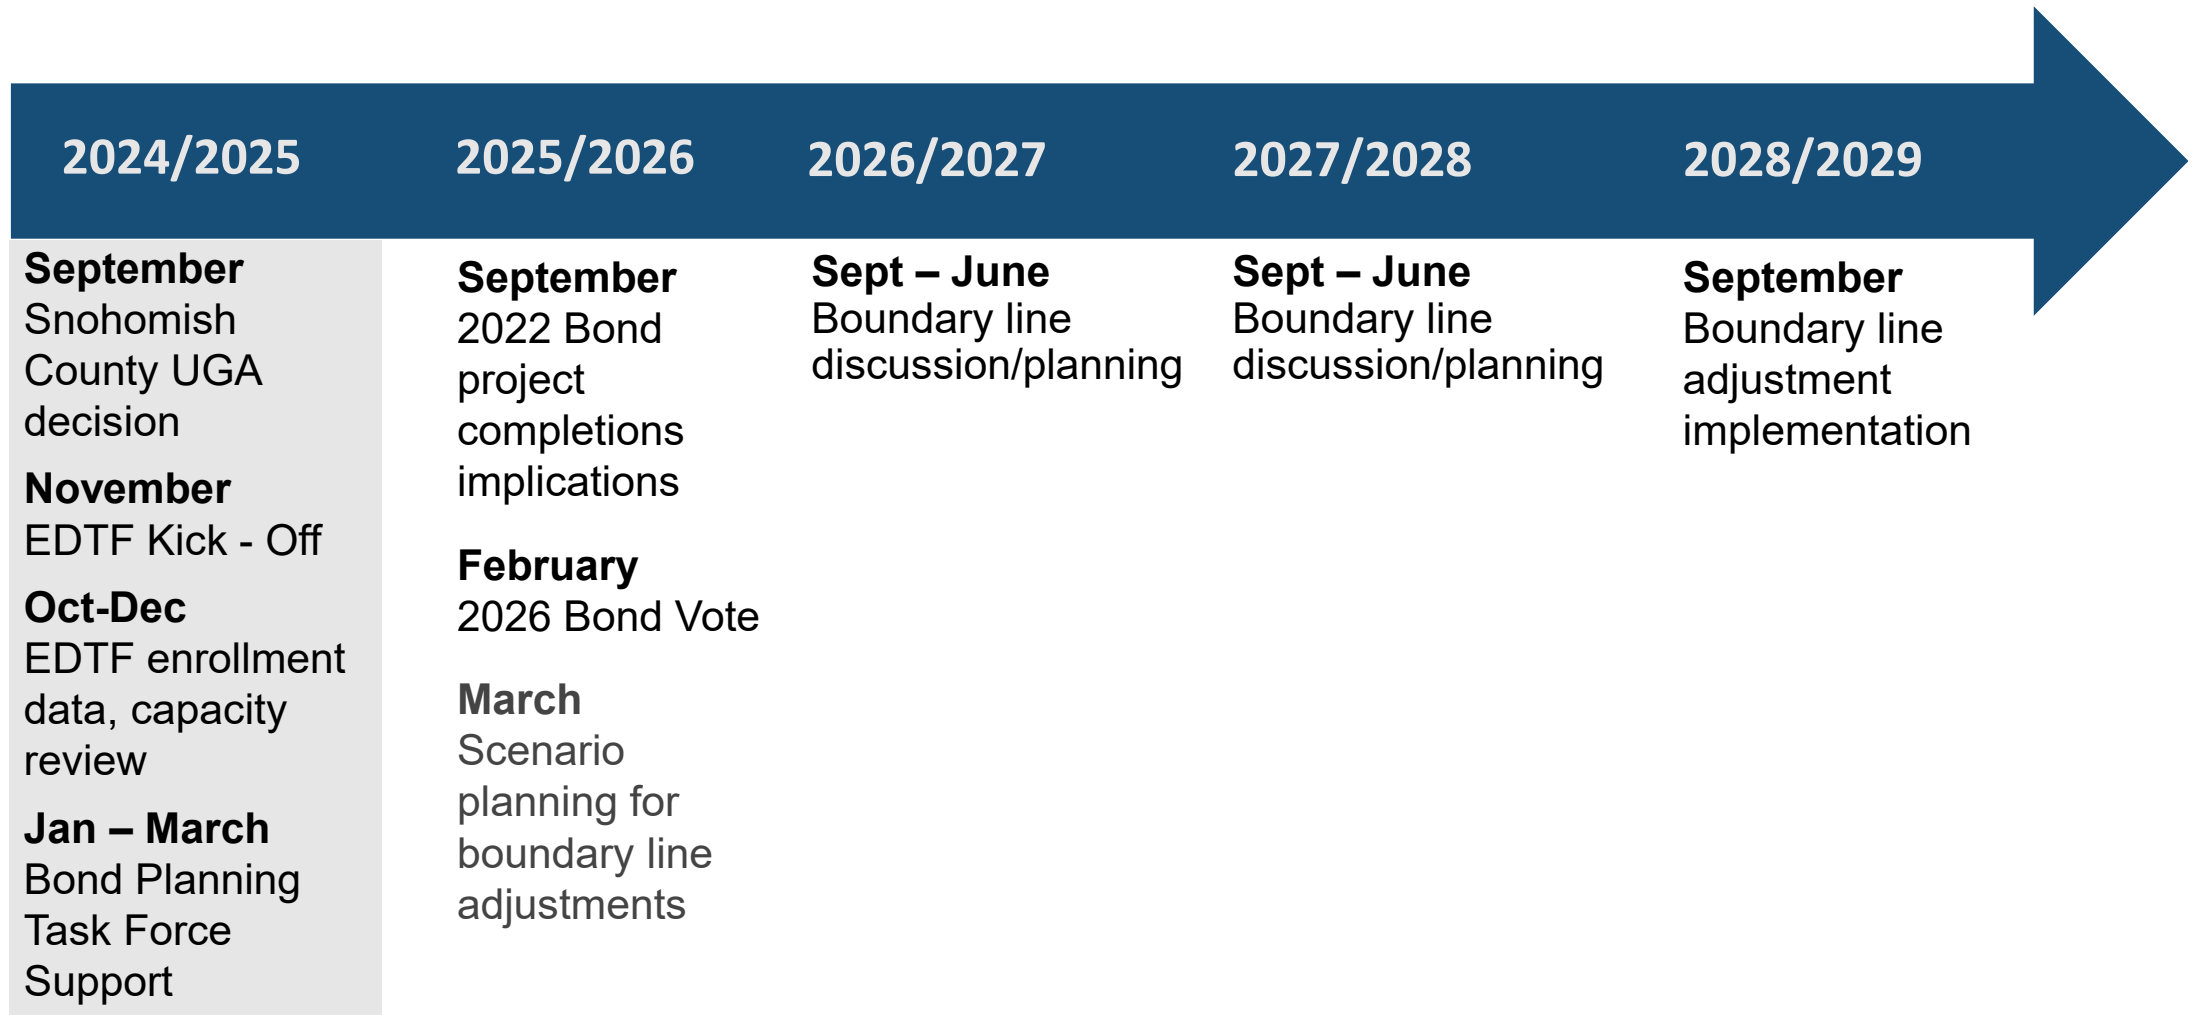 2024/2025
2025/2026
2026/2027
2027/2028
2028/2029
September
Snohomish
County UGA
decision
November
EDTF Kick - Off
Oct-Dec
EDTF enrollment
data, capacity
review
Jan – March
Bond Planning
Task Force
Support
September
2022 Bond
project
completions
implications
February
2026 Bond Vote
March
Scenario
planning for
boundary line
adjustments
Sept – June
Boundary line
discussion/planning
Sept – June
Boundary line
discussion/planning
September
Boundary line
adjustment
implementation